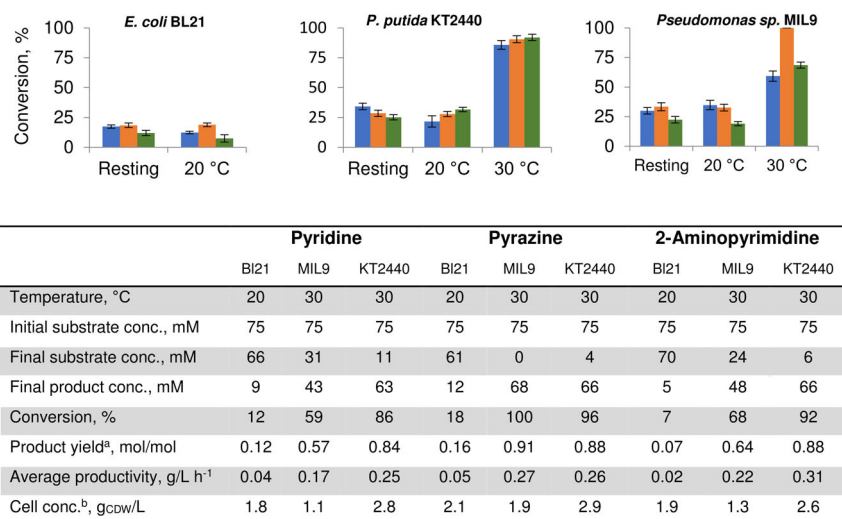 E. coli BL21
P. putida KT2440
Pseudomonas sp. MIL9
Conversion, %
100
75
50
25
0
Resting 20 °C
100
75
50
25
0
Resting 20 °C 30 °C
100
75
50
25
0
Resting 20 °C 30 °C
Pyridine Pyrazine 2-Aminopyrimidine
Bl21 MIL9 KT2440 Bl21 MIL9 KT2440 Bl21 MIL9 KT2440
Temperature, °C 20 30 30 20 30 30 20 30 30
Initial substrate conc., mM 75 75 75 75 75 75 75 75 75
Final substrate conc., mM 66 31 11 61 0 4 70 24 6
Final product conc., mM 9 43 63 12 68 66 5 48 66
Conversion, % 12 59 86 18 100 96 7 68 92
Product yieldᵃ, mol/mol 0.12 0.57 0.84 0.16 0.91 0.88 0.07 0.64 0.88
Average productivity, g/L h⁻¹ 0.04 0.17 0.25 0.05 0.27 0.26 0.02 0.22 0.31
Cell conc.ᵇ, gCDW/L 1.8 1.1 2.8 2.1 1.9 2.9 1.9 1.3 2.6